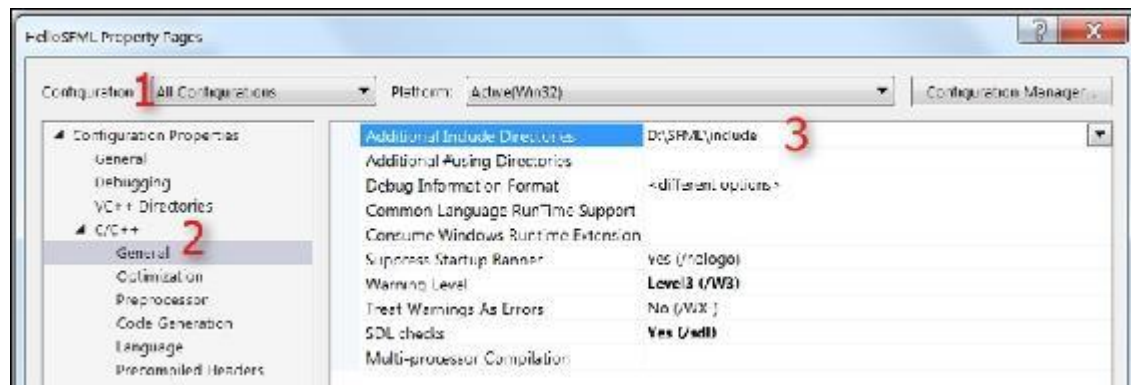 HelloSFML Property Pages
Configuration: 1 All Configurations Platform: Active(Win32) Configuration Manager...
Configuration Properties
General
Debugging
VC++ Directories
C/C++
2
General
Optimization
Preprocessor
Code Generation
Language
Precompiled Headers
Additional Include Directories D:\SFML\include 3
Additional #using Directories
Debug Information Format <different options>
Common Language RunTime Support
Consume Windows Runtime Extension
Suppress Startup Banner Yes (/nologo)
Warning Level Level3 (/W3)
Treat Warnings As Errors No (/WX-)
SDL checks Yes (/sdl)
Multi-processor Compilation